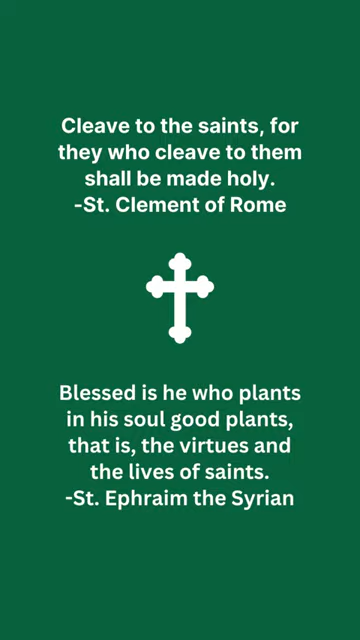 Cleave to the saints, for
they who cleave to them
shall be made holy.
-St. Clement of Rome
Blessed is he who plants
in his soul good plants,
that is, the virtues and
the lives of saints.
-St. Ephraim the Syrian